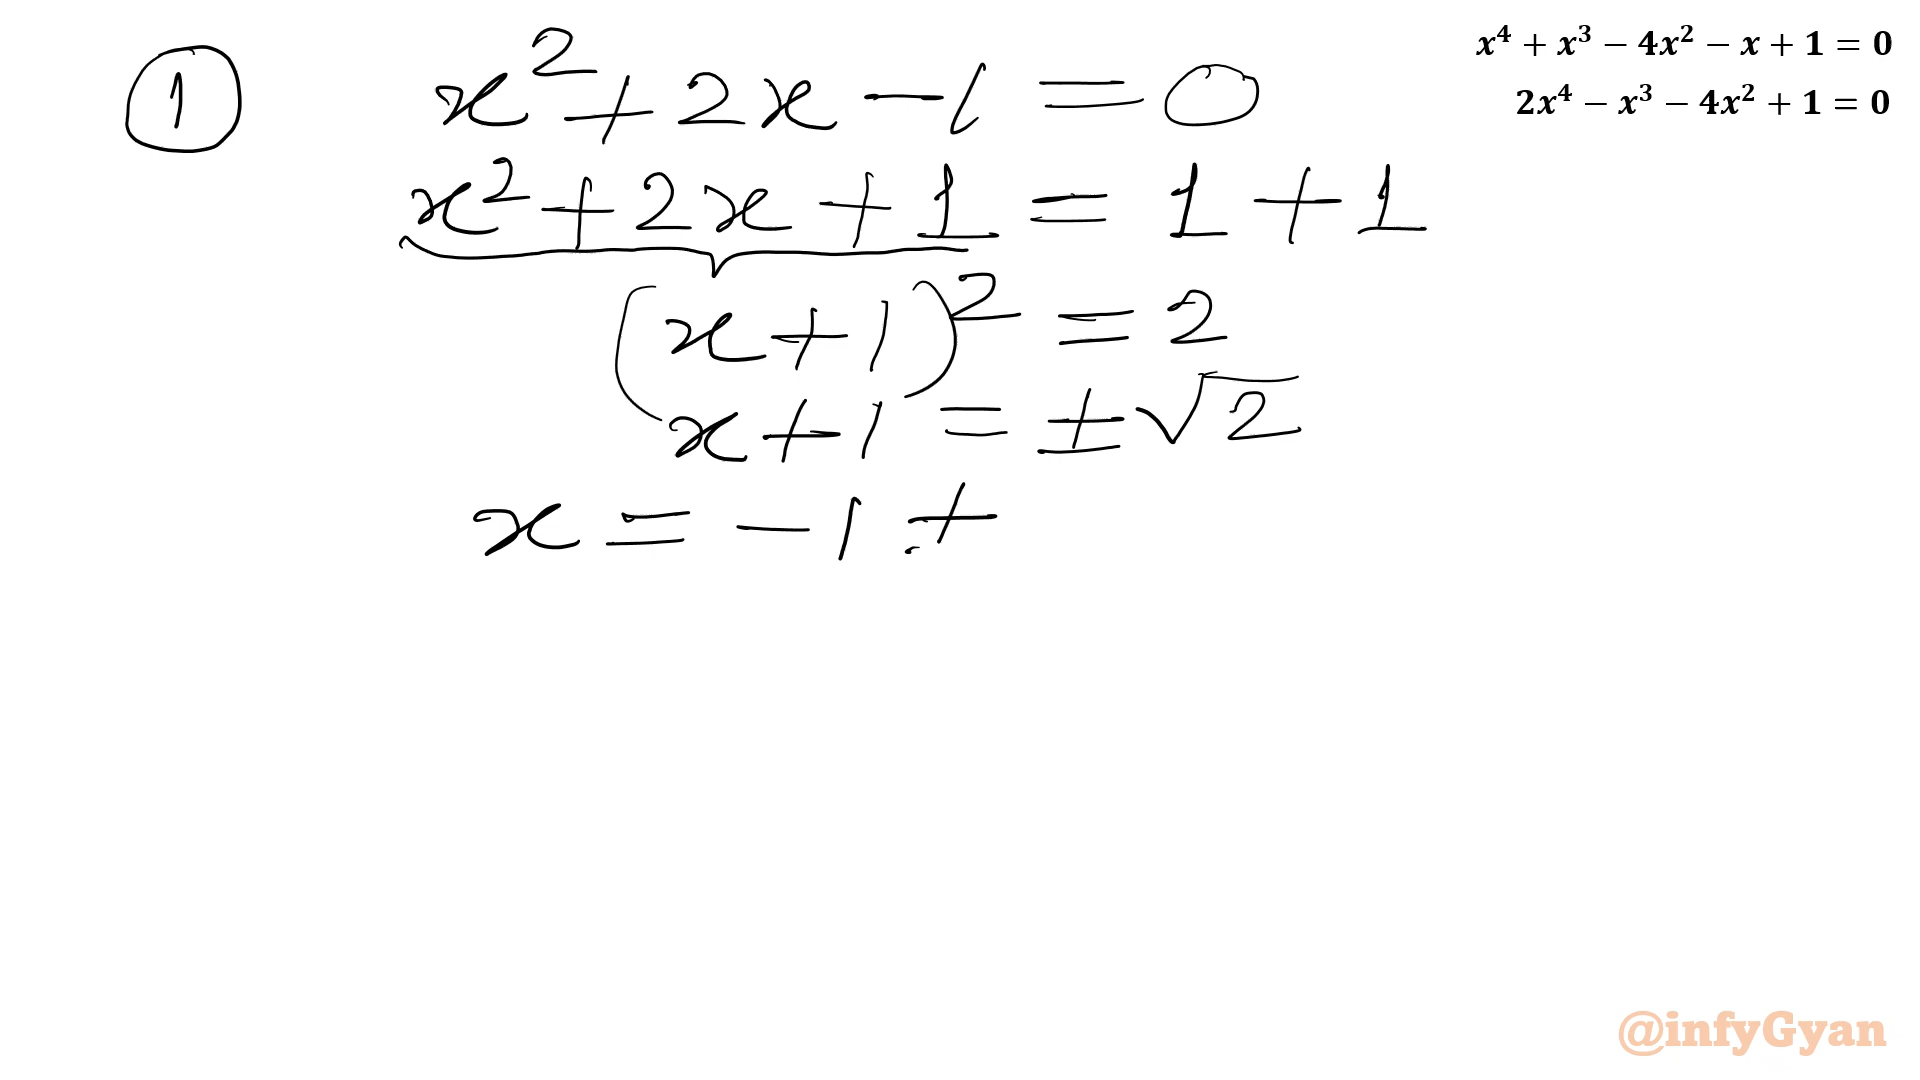 ① x² + 2x - 1 = 0
x² + 2x + 1 = 1 + 1
(x + 1)² = 2
x + 1 = ±√2
x = -1 +
x⁴ + x³ − 4x² − x + 1 = 0
2x⁴ − x³ − 4x² + 1 = 0
@infyGyan